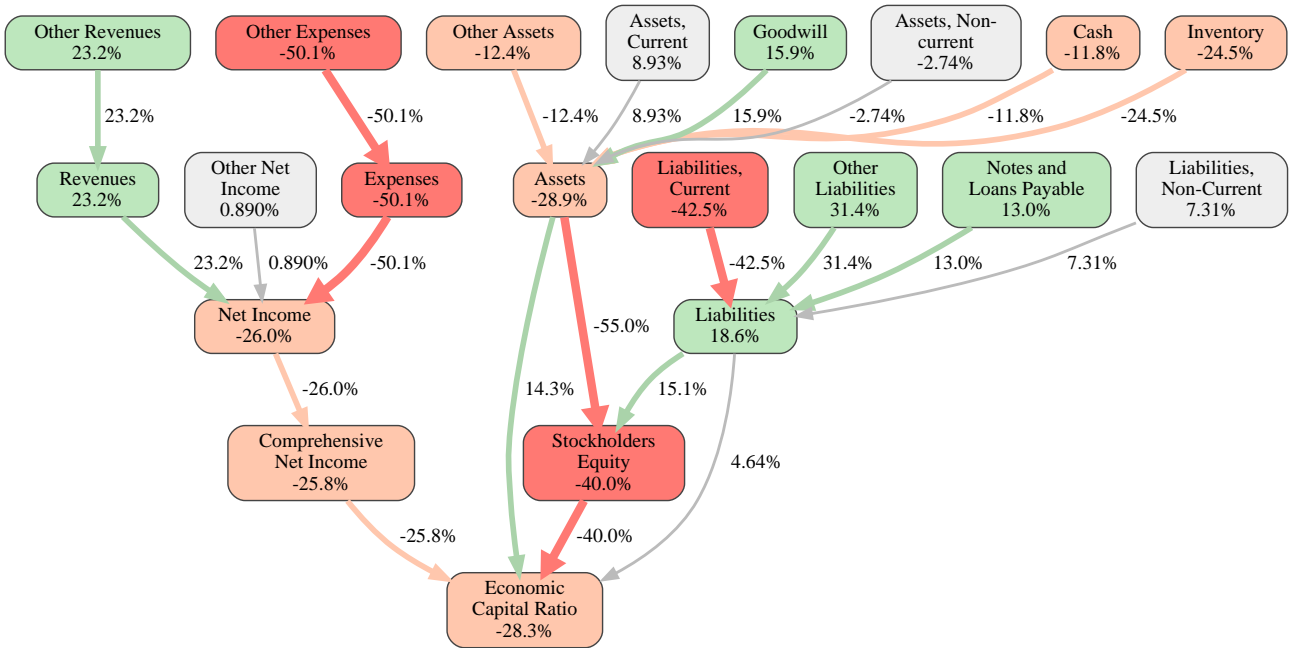 Other Revenues
23.2%
Other Expenses
-50.1%
Other Assets
-12.4%
Assets,
Current
8.93%
Goodwill
15.9%
Assets, Non-
current
-2.74%
Cash
-11.8%
Inventory
-24.5%
23.2%
-50.1%
-12.4%
8.93%
15.9%
-2.74%
-11.8%
-24.5%
Revenues
23.2%
Other Net
Income
0.890%
Expenses
-50.1%
Assets
-28.9%
Liabilities,
Current
-42.5%
Other
Liabilities
31.4%
Notes and
Loans Payable
13.0%
Liabilities,
Non-Current
7.31%
23.2%
0.890%
-50.1%
-42.5%
31.4%
13.0%
7.31%
Net Income
-26.0%
-55.0%
Liabilities
18.6%
-26.0%
14.3%
15.1%
Comprehensive
Net Income
-25.8%
Stockholders
Equity
-40.0%
4.64%
-25.8%
-40.0%
Economic
Capital Ratio
-28.3%